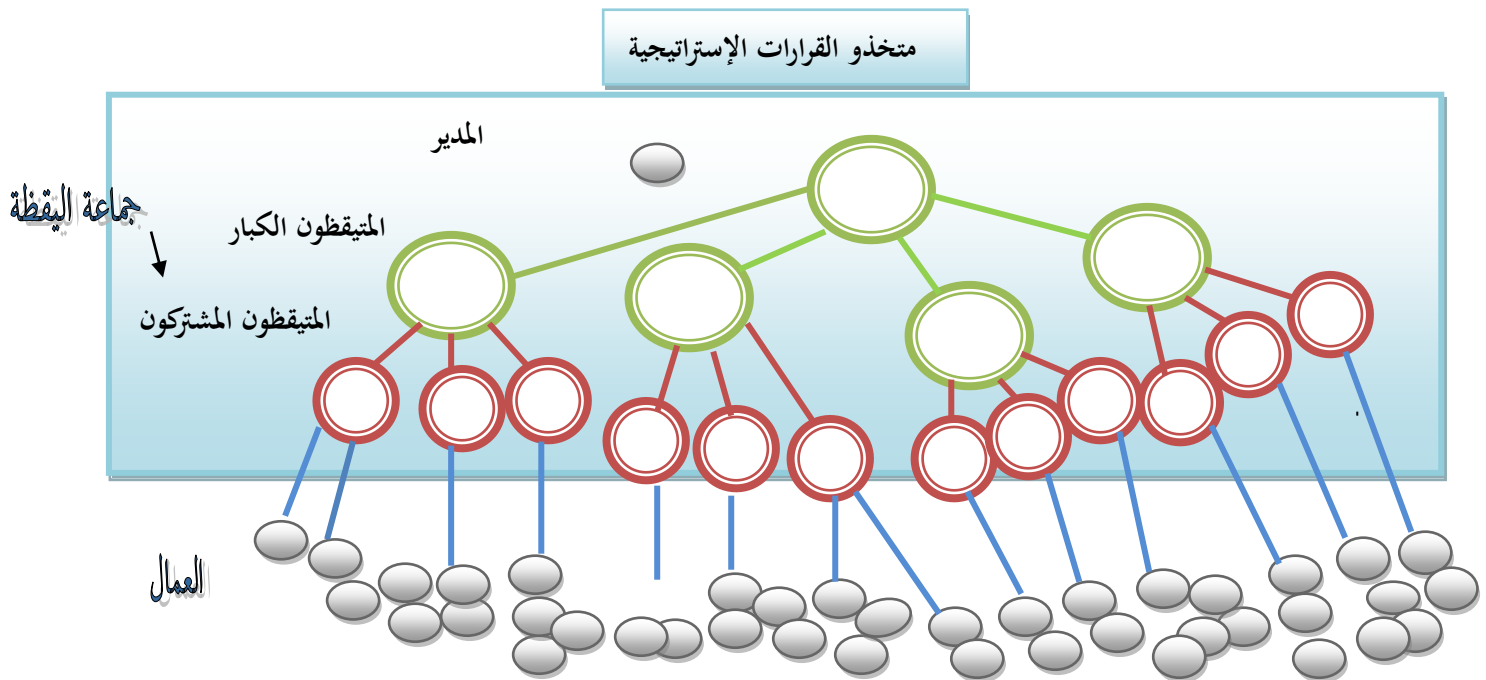 متخذو القرارات الإستراتيجية
المدير
جماعة اليقظة
المتيقظون الكبار
المتيقظون المشتركون
العمال